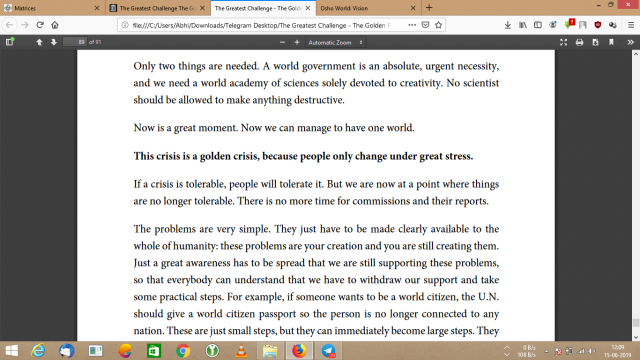 Matrices
The Greatest Challenge The Gold
The Greatest Challenge - The Gold
Osho World Vision
file:///C:/Users/Abhi/Downloads/Telegram Desktop/The Greatest Challenge - The Golden F
89 of 91
Automatic Zoom
Only two things are needed. A world government is an absolute, urgent necessity,
and we need a world academy of sciences solely devoted to creativity. No scientist
should be allowed to make anything destructive.
Now is a great moment. Now we can manage to have one world.
This crisis is a golden crisis, because people only change under great stress.
If a crisis is tolerable, people will tolerate it. But we are now at a point where things
are no longer tolerable. There is no more time for commissions and their reports.
The problems are very simple. They just have to be made clearly available to the
whole of humanity: these problems are your creation and you are still creating them.
Just a great awareness has to be spread that we are still supporting these problems,
so that everybody can understand that we have to withdraw our support and take
some practical steps. For example, if someone wants to be a world citizen, the U.N.
should give a world citizen passport so the person is no longer connected to any
nation. These are just small steps, but they can immediately become large steps. They
0 B/s
108 B/s
12:09
15-06-2019